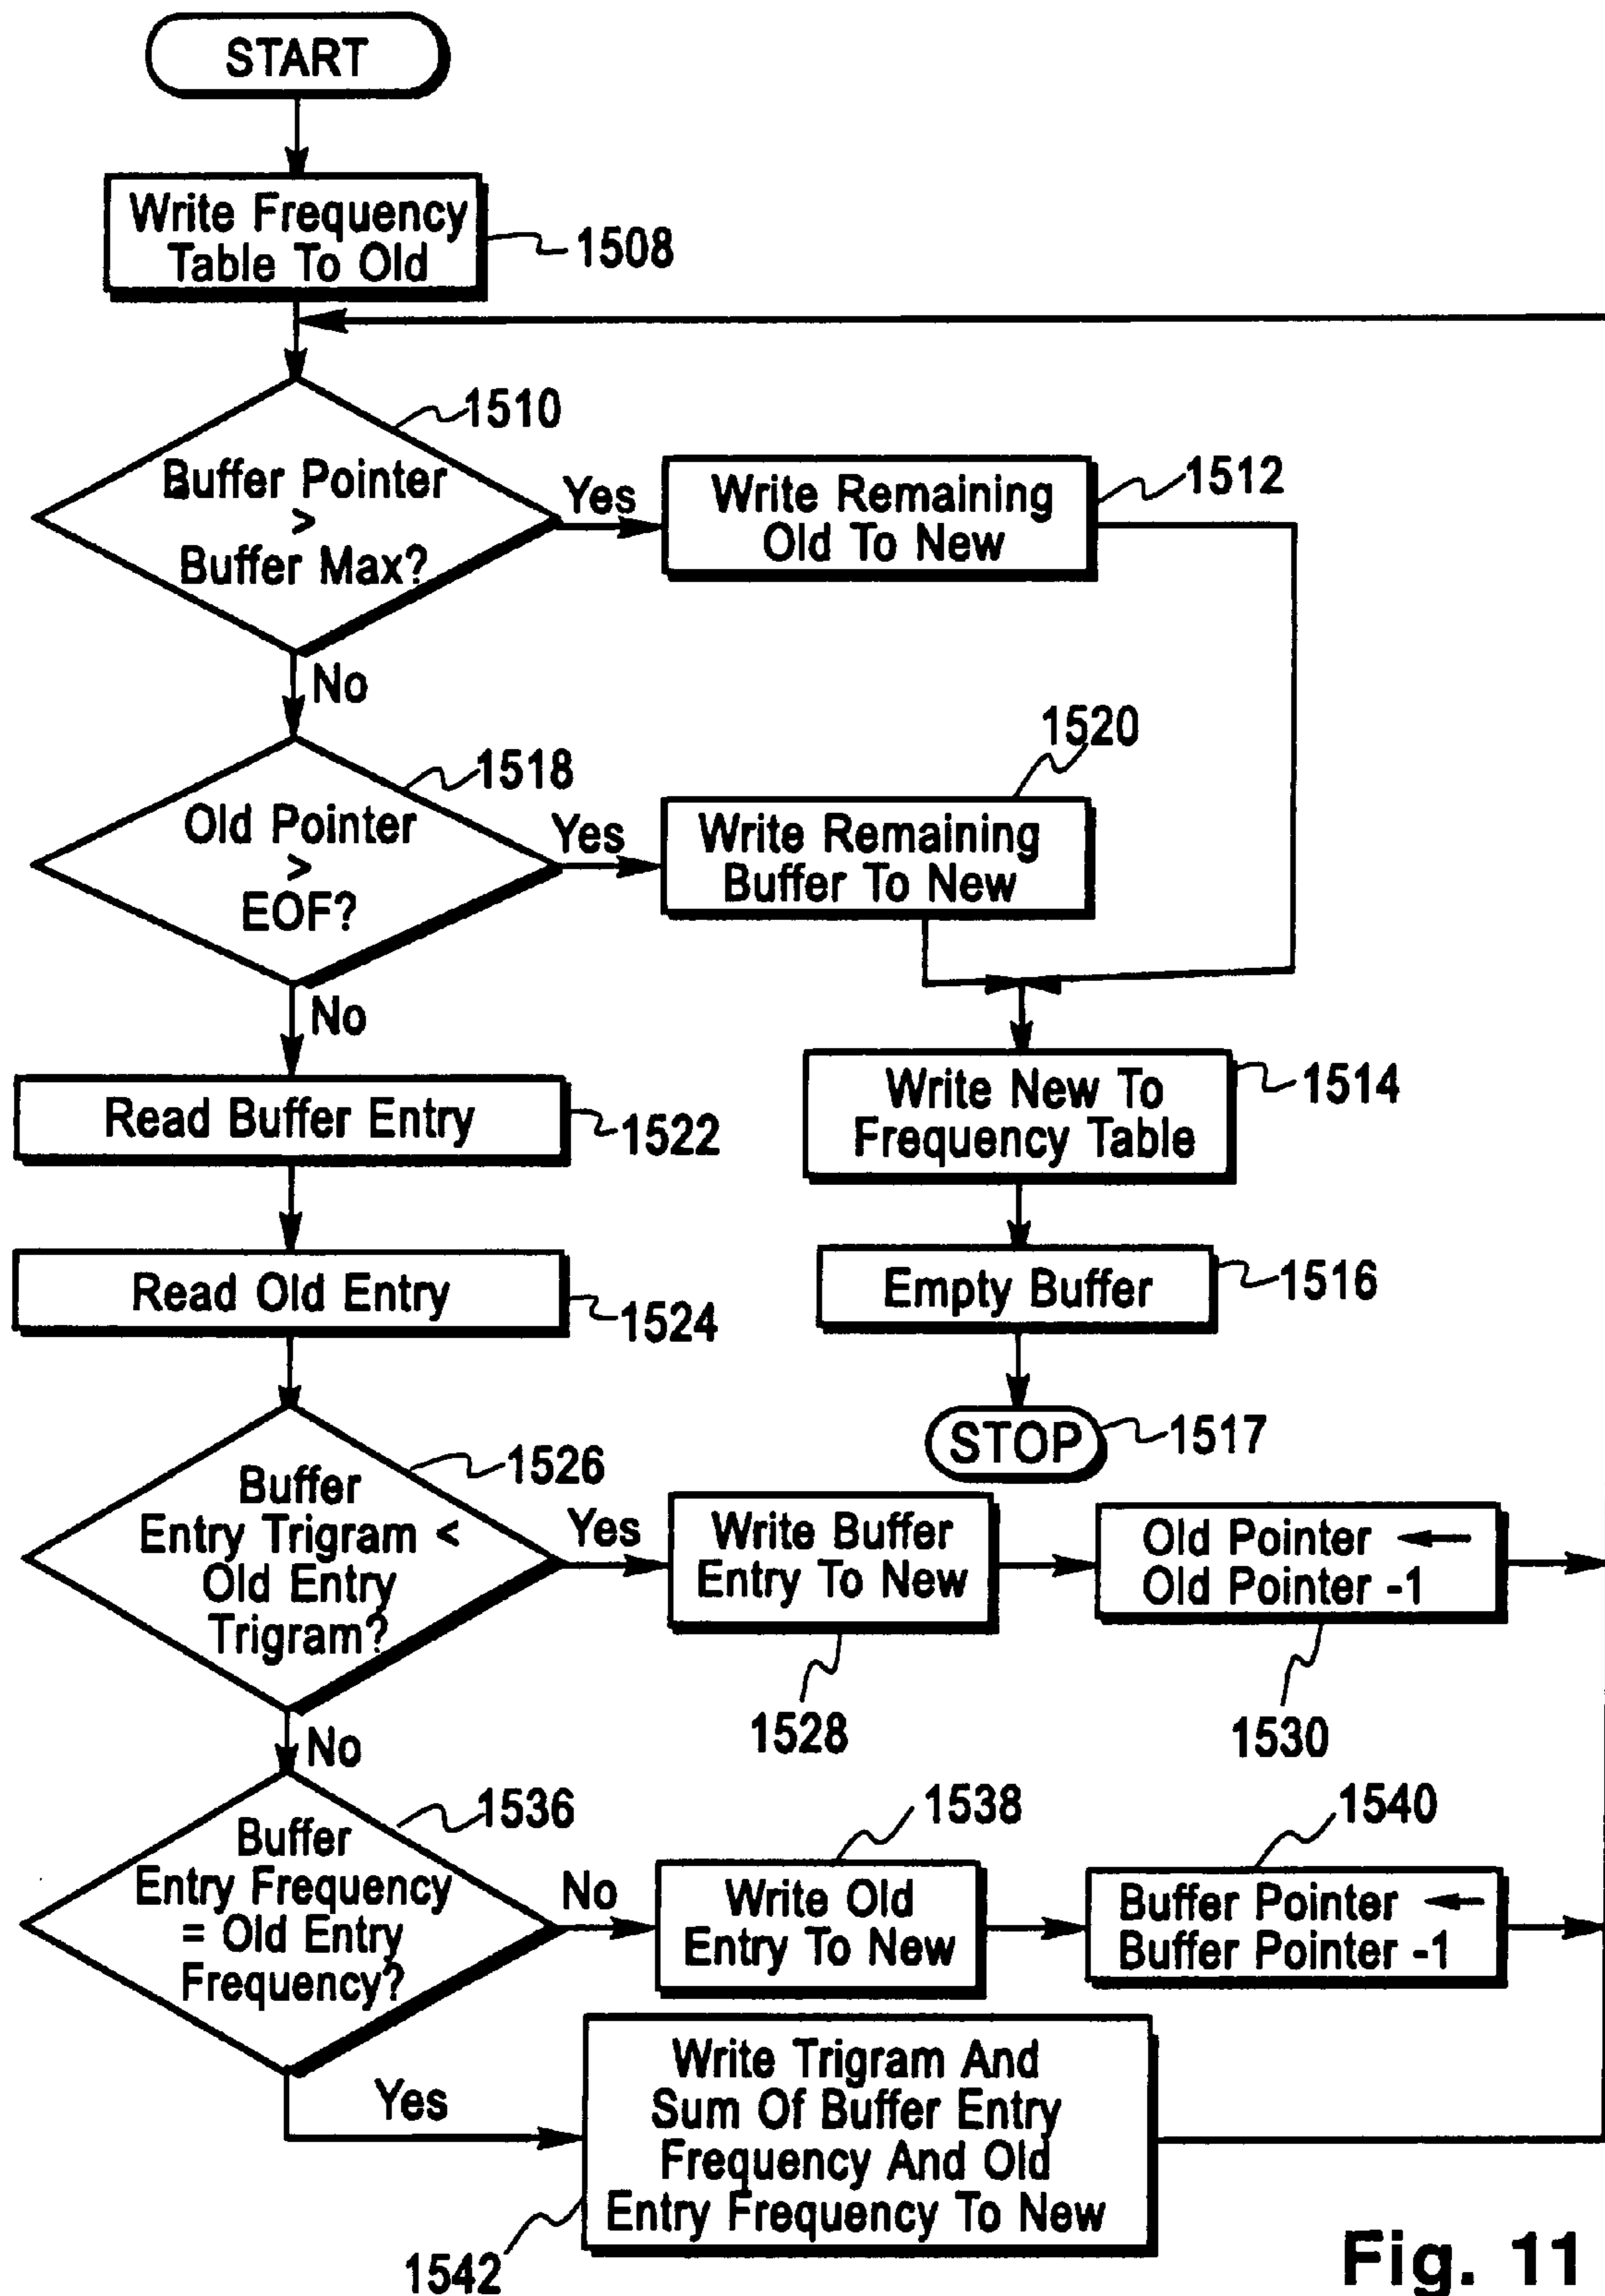 START
Write Frequency
Table To Old
1508
1510
Buffer Pointer
>
Buffer Max?
Yes
Write Remaining
Old To New
1512
No
1518
Old Pointer
>
EOF?
Yes
1520
Write Remaining
Buffer To New
No
Read Buffer Entry
1522
Write New To
Frequency Table
1514
Read Old Entry
1524
Empty Buffer
1516
STOP
1517
1526
Buffer
Entry Trigram <
Old Entry
Trigram?
Yes
Write Buffer
Entry To New
1528
Old Pointer ←
Old Pointer -1
1530
No
1536
Buffer
Entry Frequency
= Old Entry
Frequency?
No
1538
Write Old
Entry To New
1540
Buffer Pointer ←
Buffer Pointer -1
Yes
Write Trigram And
Sum Of Buffer Entry
Frequency And Old
Entry Frequency To New
1542
Fig. 11